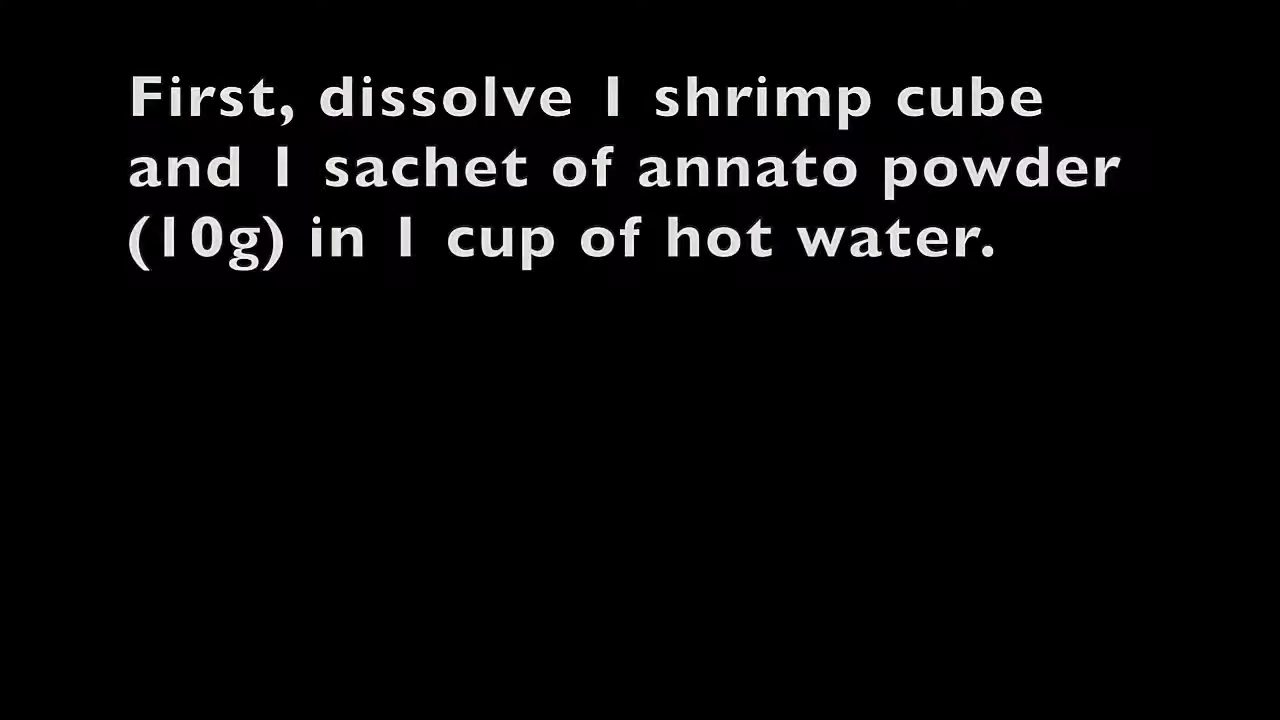 First, dissolve 1 shrimp cube
and 1 sachet of annato powder
(10g) in 1 cup of hot water.